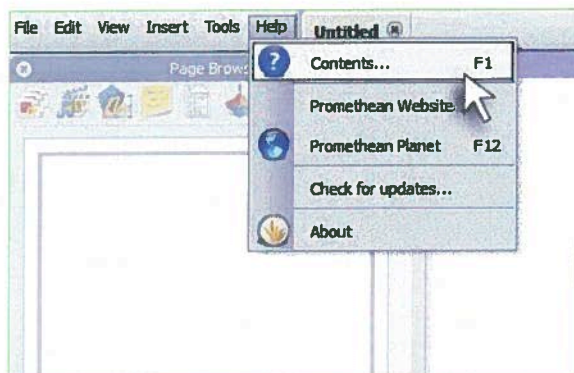 File Edit View Insert Tools Help Untitled
Page Brows
Contents... F1
Promethean Website
Promethean Planet F12
Check for updates...
About